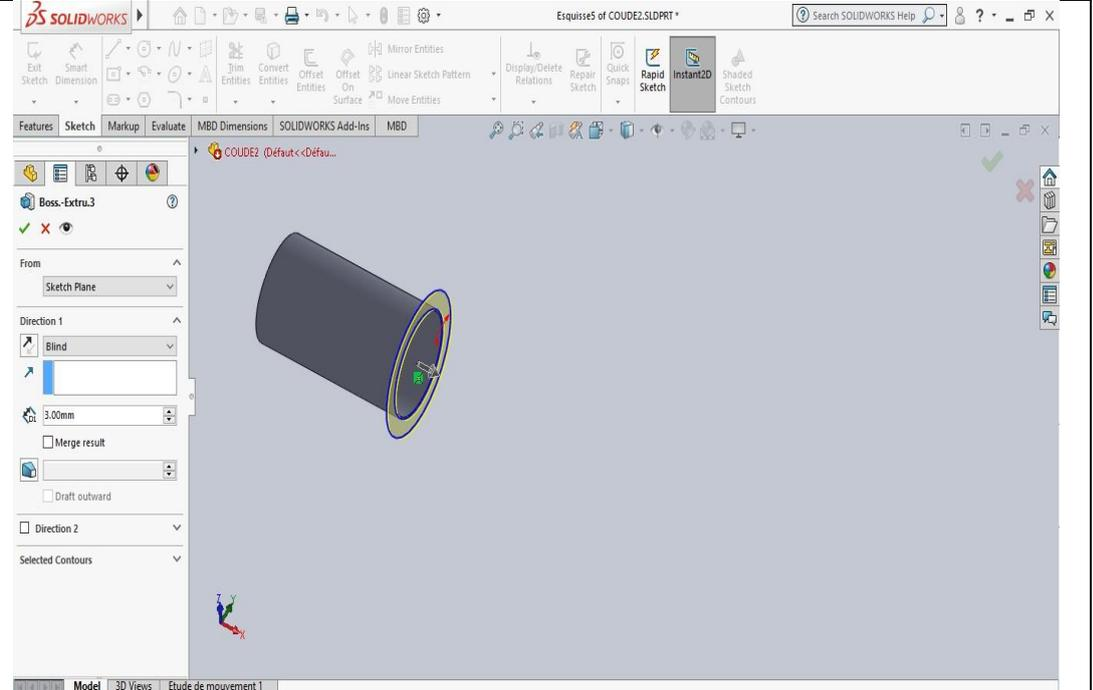 SOLIDWORKS
Esquisse5 of COUDE2.SLDPRT *
Search SOLIDWORKS Help
?
Exit Sketch
Smart Dimension
Trim Entities
Convert Entities
Offset Entities
Offset On Surface
Mirror Entities
Linear Sketch Pattern
Move Entities
Display/Delete Relations
Repair Sketch
Quick Snaps
Rapid Sketch
Instant2D
Shaded Sketch Contours
Features Sketch Markup Evaluate MBD Dimensions SOLIDWORKS Add-Ins MBD
COUDE2 (Défaut<<Défau...
Boss.-Extru.3
From
Sketch Plane
Direction 1
Blind
D1
3.00mm
Merge result
Draft outward
Direction 2
Selected Contours
Z Y
X
Model 3D Views Etude de mouvement 1